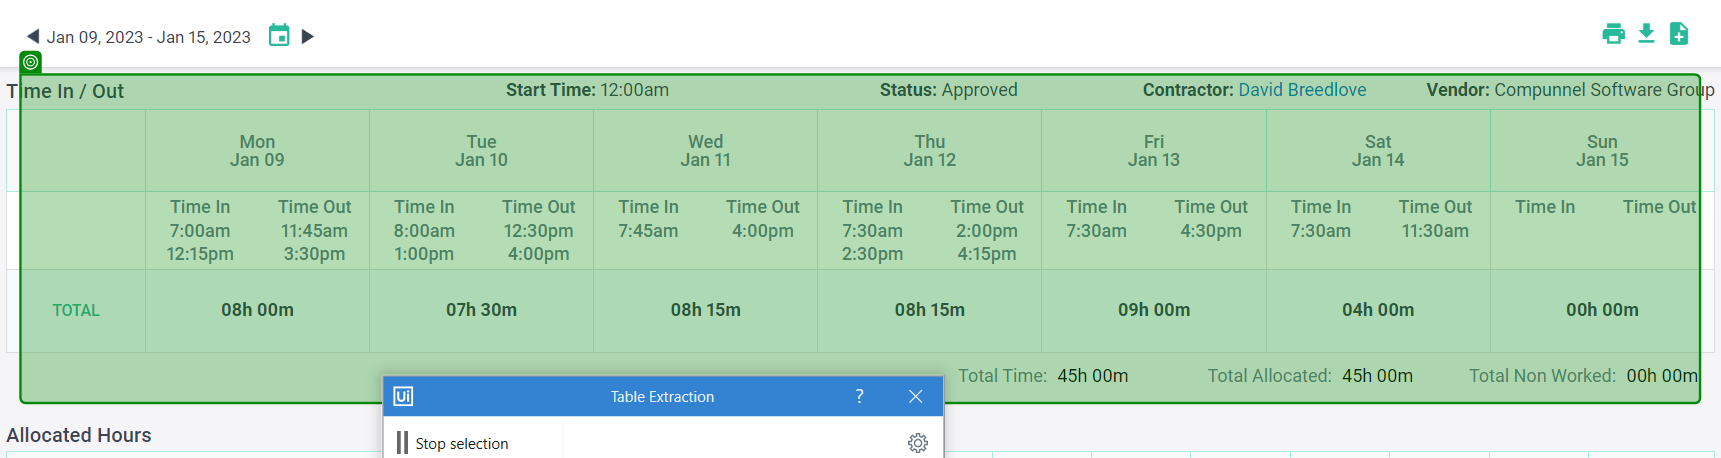 Jan 09, 2023 - Jan 15, 2023
Time In / Out Start Time: 12:00am Status: Approved Contractor: David Breedlove Vendor: Compunnel Software Group
Mon Tue Wed Thu Fri Sat Sun
Jan 09 Jan 10 Jan 11 Jan 12 Jan 13 Jan 14 Jan 15
Time In Time Out Time In Time Out Time In Time Out Time In Time Out Time In Time Out Time In Time Out Time In Time Out
7:00am 11:45am 8:00am 12:30pm 7:45am 4:00pm 7:30am 2:00pm 7:30am 4:30pm 7:30am 11:30am
12:15pm 3:30pm 1:00pm 4:00pm 2:30pm 4:15pm
TOTAL 08h 00m 07h 30m 08h 15m 08h 15m 09h 00m 04h 00m 00h 00m
Total Time: 45h 00m Total Allocated: 45h 00m Total Non Worked: 00h 00m
Ui Table Extraction ?
Allocated Hours
Stop selection